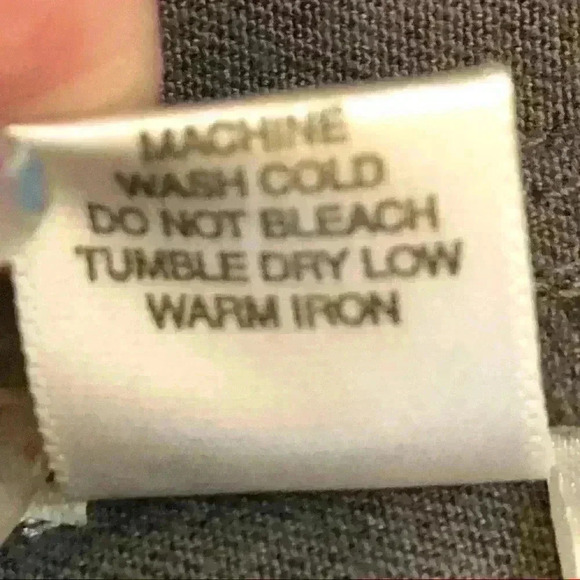 MACHINE
WASH COLD
DO NOT BLEACH
TUMBLE DRY LOW
WARM IRON